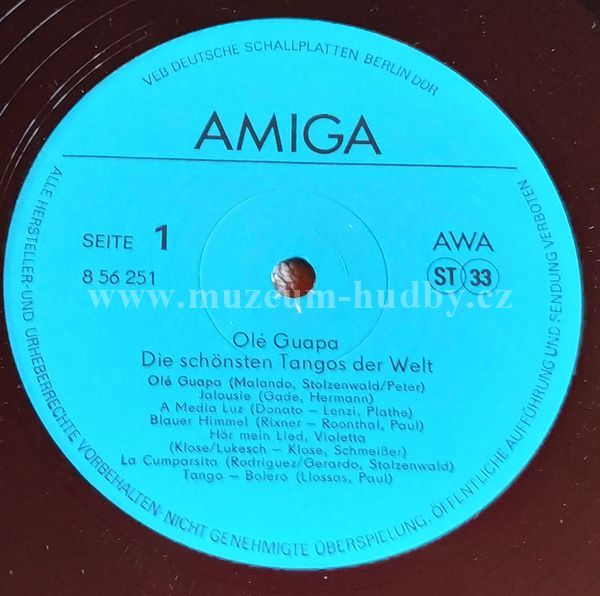 VEB DEUTSCHE SCHALLPLATTEN BERLIN DDR
AMIGA
SEITE 1
AWA
8 56 251
ST 33
www.muzeum-hudby.cz
Olé Guapa
Die schönsten Tangos der Welt
Olé Guapa (Malando, Stolzenwald/Peter)
Jalousie (Gade, Hermann)
A Media Luz (Donato – Lenzi, Plathe)
Blauer Himmel (Rixner – Roonthal, Paul)
Hör mein Lied, Violetta
(Klose/Lukesch – Klose, Schmeißer)
La Cumparsita (Rodriguez/Gerardo, Stolzenwald)
Tango – Bolero (Llossas, Paul)
ALLE HERSTELLER- UND URHEBERRECHTE VORBEHALTEN. NICHT GENEHMIGTE ÜBERSPIELUNG, ÖFFENTLICHE AUFFÜHRUNG UND SENDUNG VERBOTEN